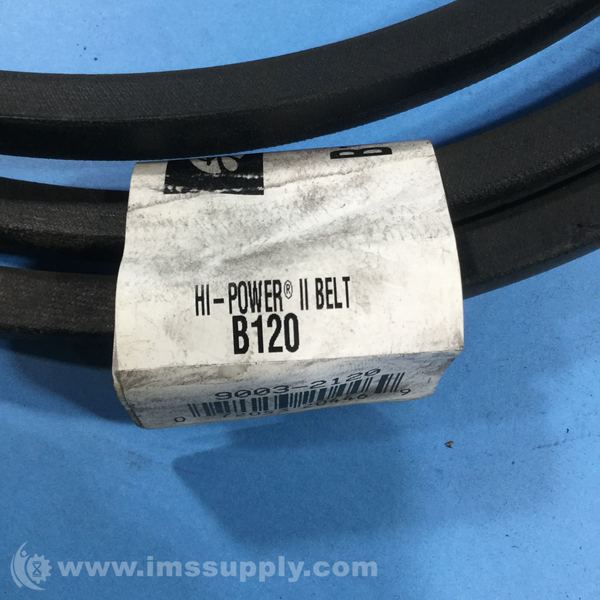 HI-POWER® II BELT
B120
9003-2120
www.imssupply.com